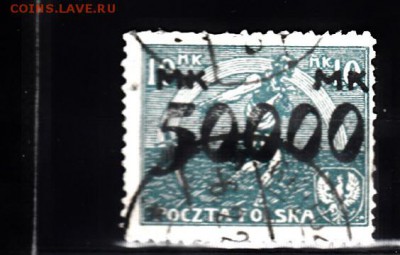 COINS.LAVE.RU
10 MK MK 10
MK MK
50000
POCZTA POLSKA